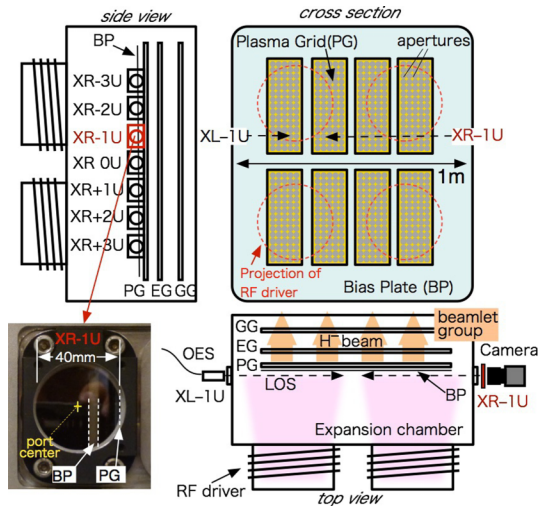 side view
BP
XR-3U
XR-2U
XR-1U
XR 0U
XR+1U
XR+2U
XR+3U
PG EG GG
cross section
Plasma Grid(PG)
apertures
XL-1U
XR-1U
1m
Projection of
RF driver
Bias Plate (BP)
XR-1U
40mm
port
center
BP
PG
beamlet
group
GG
EG
PG
H⁻ beam
OES
Camera
XL-1U
LOS
BP
XR-1U
Expansion chamber
RF driver
top view